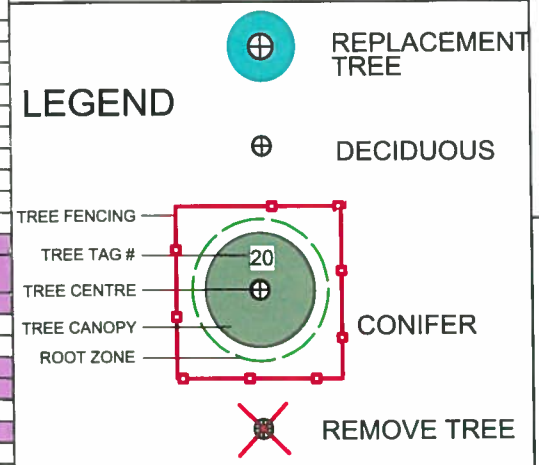 REPLACEMENT
TREE
LEGEND
DECIDUOUS
TREE FENCING
TREE TAG #
20
TREE CENTRE
TREE CANOPY
CONIFER
ROOT ZONE
REMOVE TREE